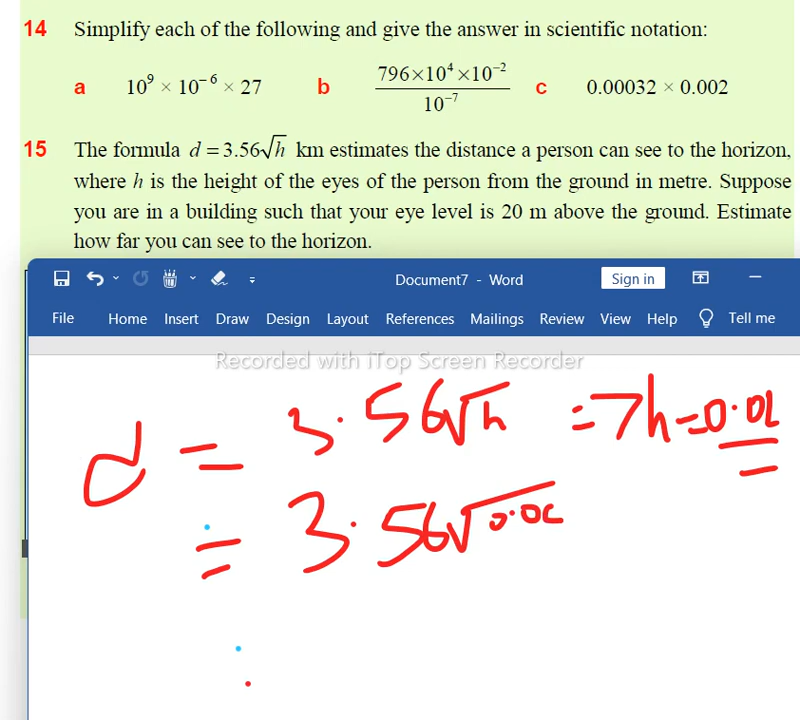 14 Simplify each of the following and give the answer in scientific notation:
a 10⁹ × 10⁻⁶ × 27 b 796×10⁴×10⁻² / 10⁻⁷ c 0.00032 × 0.002
15 The formula d = 3.56√h km estimates the distance a person can see to the horizon,
where h is the height of the eyes of the person from the ground in metre. Suppose
you are in a building such that your eye level is 20 m above the ground. Estimate
how far you can see to the horizon.
Document7 - Word Sign in
File Home Insert Draw Design Layout References Mailings Review View Help Tell me
Recorded with iTop Screen Recorder
d = 3.56√h =7h=0.02
= 3.56√0.02